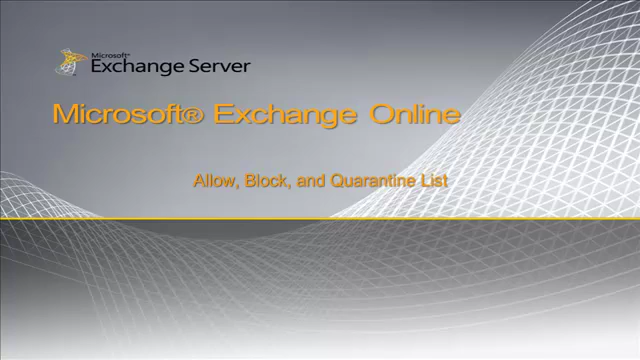 Microsoft®
Exchange Server
Microsoft® Exchange Online
Allow, Block, and Quarantine List